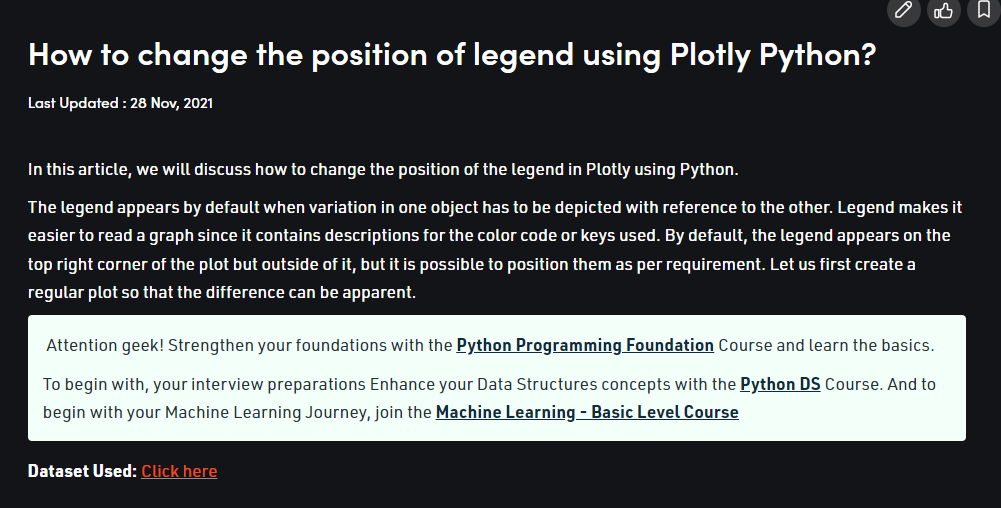 How to change the position of legend using Plotly Python?
Last Updated : 28 Nov, 2021
In this article, we will discuss how to change the position of the legend in Plotly using Python.
The legend appears by default when variation in one object has to be depicted with reference to the other. Legend makes it
easier to read a graph since it contains descriptions for the color code or keys used. By default, the legend appears on the
top right corner of the plot but outside of it, but it is possible to position them as per requirement. Let us first create a
regular plot so that the difference can be apparent.
Attention geek! Strengthen your foundations with the Python Programming Foundation Course and learn the basics.
To begin with, your interview preparations Enhance your Data Structures concepts with the Python DS Course. And to
begin with your Machine Learning Journey, join the Machine Learning - Basic Level Course
Dataset Used: Click here